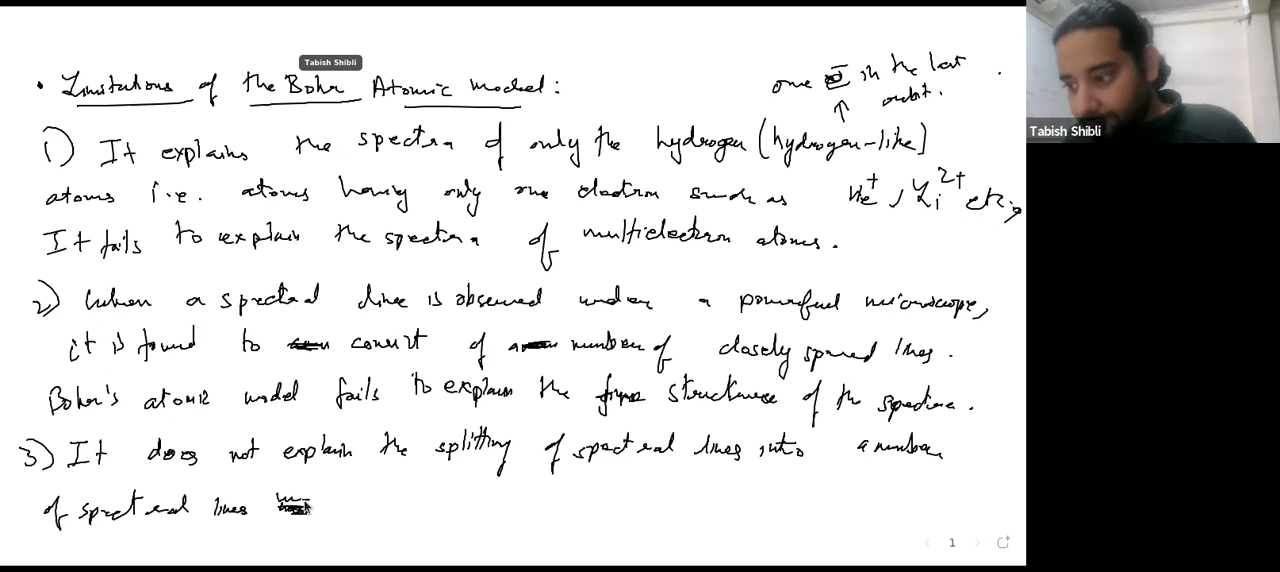 Tabish Shibli
• Limitations of the Bohr Atomic model:
one e̅ in the last
orbit.
1) It explains the spectra of only the hydrogen (hydrogen-like)
atoms i.e. atoms having only one electron such as He⁺, Li²⁺ etc.,
It fails to explain the spectra of multielectron atoms.
2) When a spectral line is observed under a powerful microscope,
it is found to consist of number of closely spaced lines.
Bohr's atomic model fails to explain the fine structure of the spectra.
3) It does not explain the splitting of spectral lines into a number
of spectral lines
Tabish Shibli
1